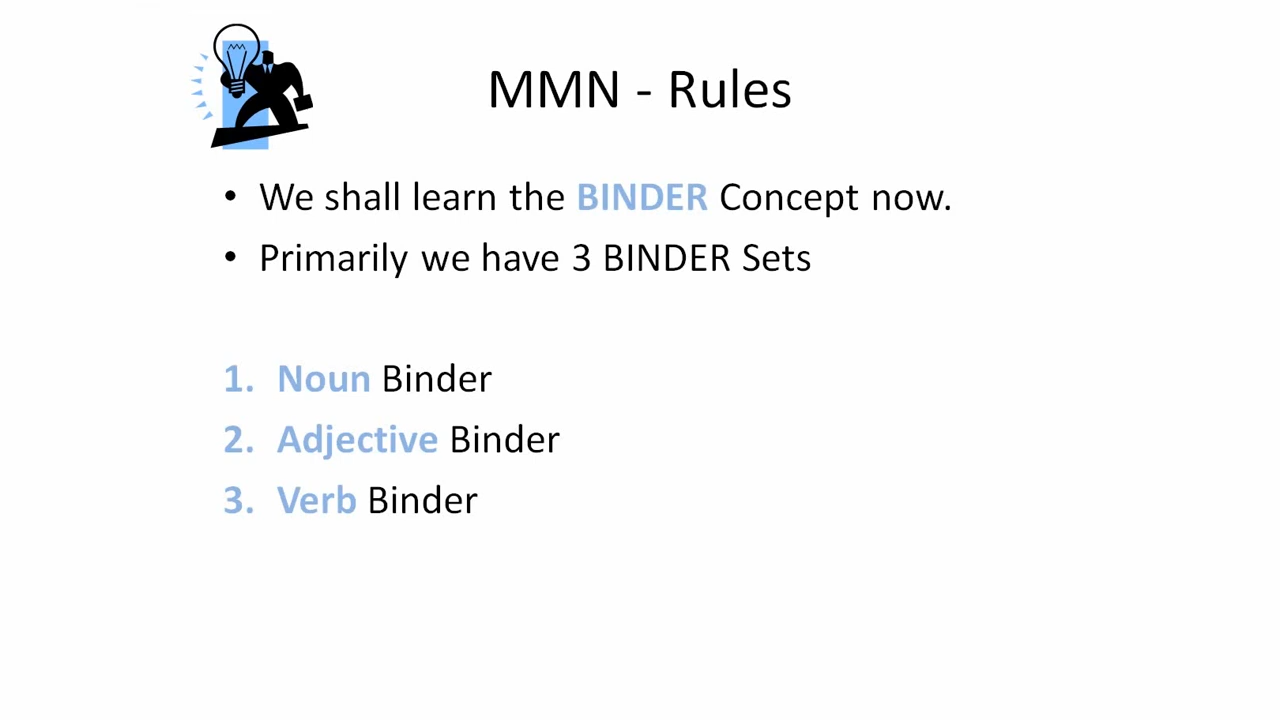 MMN - Rules
• We shall learn the BINDER Concept now.
• Primarily we have 3 BINDER Sets
1. Noun Binder
2. Adjective Binder
3. Verb Binder